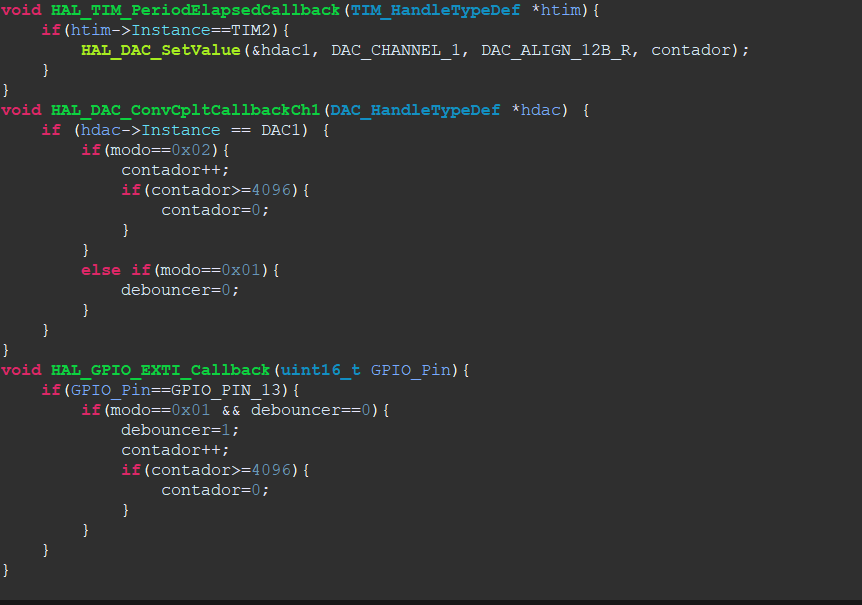 void HAL_TIM_PeriodElapsedCallback(TIM_HandleTypeDef *htim){
    if(htim->Instance==TIM2){
        HAL_DAC_SetValue(&hdac1, DAC_CHANNEL_1, DAC_ALIGN_12B_R, contador);
    }
}
void HAL_DAC_ConvCpltCallbackCh1(DAC_HandleTypeDef *hdac) {
    if (hdac->Instance == DAC1) {
        if(modo==0x02){
            contador++;
            if(contador>=4096){
                contador=0;
            }
        }
        else if(modo==0x01){
            debouncer=0;
        }
    }
}
void HAL_GPIO_EXTI_Callback(uint16_t GPIO_Pin){
    if(GPIO_Pin==GPIO_PIN_13){
        if(modo==0x01 && debouncer==0){
            debouncer=1;
            contador++;
            if(contador>=4096){
                contador=0;
            }
        }
    }
}